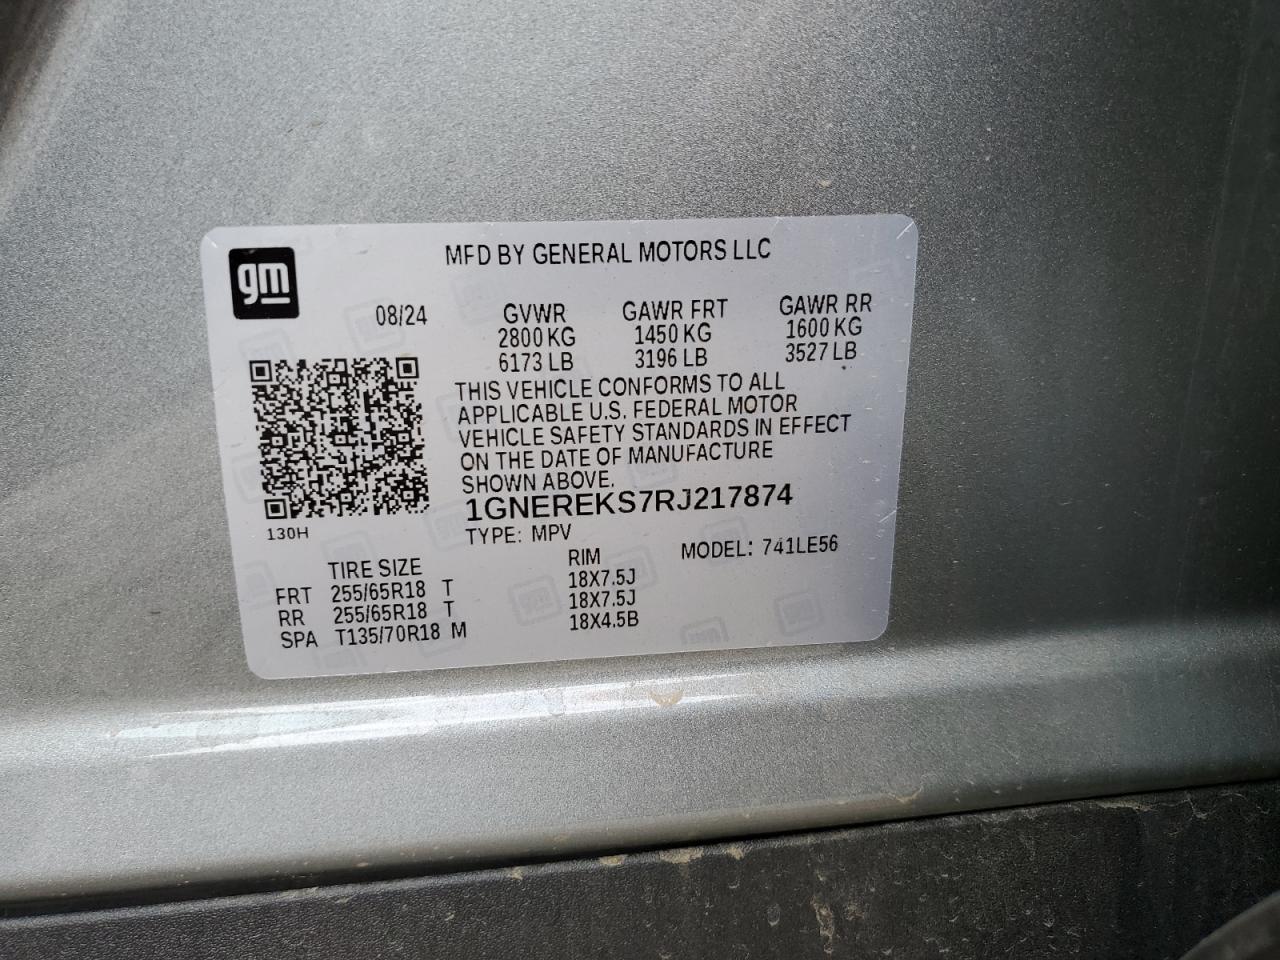 gm
MFD BY GENERAL MOTORS LLC
08/24 GVWR GAWR FRT GAWR RR
2800 KG 1450 KG 1600 KG
6173 LB 3196 LB 3527 LB
THIS VEHICLE CONFORMS TO ALL
APPLICABLE U.S. FEDERAL MOTOR
VEHICLE SAFETY STANDARDS IN EFFECT
ON THE DATE OF MANUFACTURE
SHOWN ABOVE.
1GNEREKS7RJ217874
130H
TYPE: MPV MODEL: 741LE56
TIRE SIZE RIM
FRT 255/65R18 T 18X7.5J
RR 255/65R18 T 18X7.5J
SPA T135/70R18 M 18X4.5B